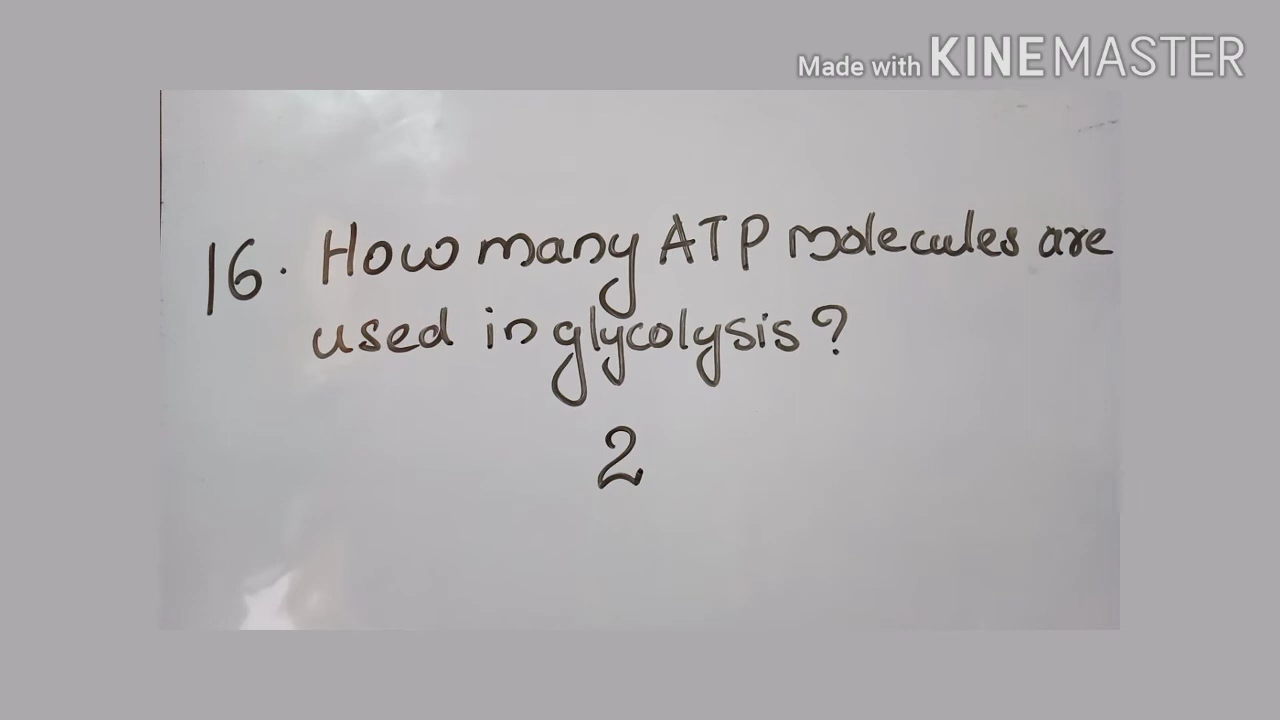 Made with KINEMASTER
16. How many ATP molecules are
used in glycolysis?
2